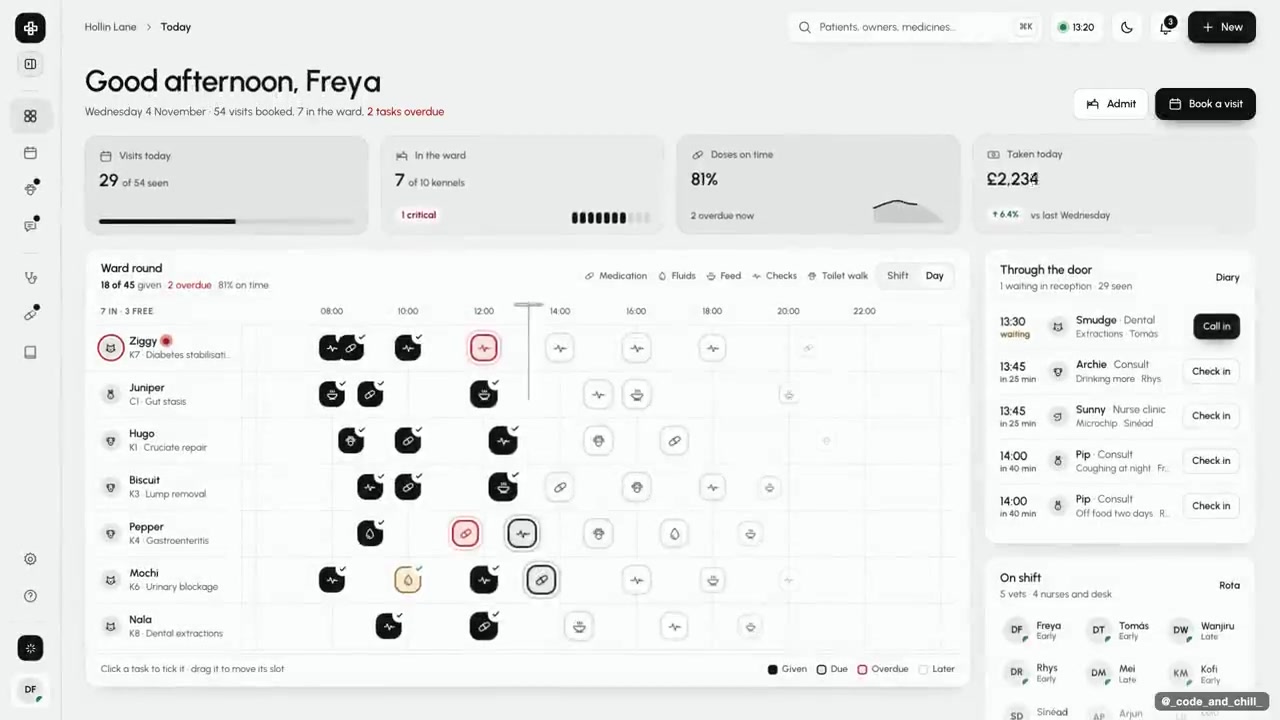 Hollin Lane > Today
Patients, owners, medicines...
⌘K
13:20
3
+ New
Good afternoon, Freya
Wednesday 4 November · 54 visits booked, 7 in the ward, 2 tasks overdue
Admit
Book a visit
Visits today
29 of 54 seen
In the ward
7 of 10 kennels
1 critical
Doses on time
81%
2 overdue now
Taken today
£2,234
↑ 6.4% vs last Wednesday
Ward round
18 of 45 given · 2 overdue 81% on time
Medication Fluids Feed Checks Toilet walk
Shift Day
7 IN · 3 FREE
08:00 10:00 12:00 14:00 16:00 18:00 20:00 22:00
Ziggy
K7 · Diabetes stabilisati..
Juniper
C1 · Gut stasis
Hugo
K1 · Cruciate repair
Biscuit
K3 · Lump removal
Pepper
K4 · Gastroenteritis
Mochi
K6 · Urinary blockage
Nala
K8 · Dental extractions
Click a task to tick it · drag it to move its slot
Given Due Overdue Later
Through the door
1 waiting in reception · 29 seen
Diary
13:30 Smudge · Dental
waiting Extractions · Tomás
Call in
13:45 Archie · Consult
in 25 min Drinking more · Rhys
Check in
13:45 Sunny · Nurse clinic
in 25 min Microchip · Sinéad
Check in
14:00 Pip · Consult
in 40 min Coughing at night · Fr..
Check in
14:00 Pip · Consult
in 40 min Off food two days · R..
Check in
On shift
5 vets · 4 nurses and desk
Rota
DF Freya Early
DT Tomás Early
DW Wanjiru Late
DR Rhys Early
DM Mei Late
KM Kofi Early
SD Sinéad
AP Arjun
DF
@_code_and_chill_